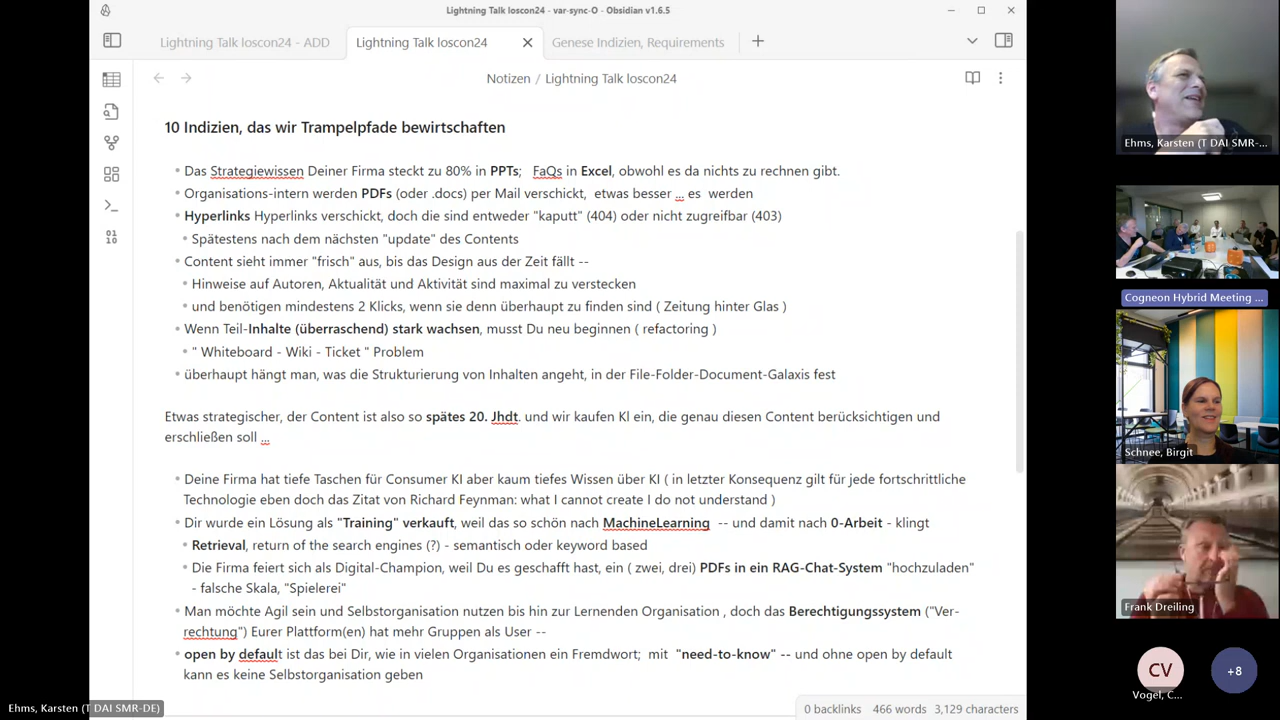 Lightning Talk loscon24 - var-sync-O - Obsidian v1.6.5
Lightning Talk loscon24 - ADD
Lightning Talk loscon24
Genese Indizien, Requirements
Notizen / Lightning Talk loscon24
10 Indizien, das wir Trampelpfade bewirtschaften
Das Strategiewissen Deiner Firma steckt zu 80% in PPTs; FaQs in Excel, obwohl es da nichts zu rechnen gibt.
Organisations-intern werden PDFs (oder .docs) per Mail verschickt, etwas besser ... es werden
Hyperlinks Hyperlinks verschickt, doch die sind entweder "kaputt" (404) oder nicht zugreifbar (403)
Spätestens nach dem nächsten "update" des Contents
Content sieht immer "frisch" aus, bis das Design aus der Zeit fällt --
Hinweise auf Autoren, Aktualität und Aktivität sind maximal zu verstecken
und benötigen mindestens 2 Klicks, wenn sie denn überhaupt zu finden sind ( Zeitung hinter Glas )
Wenn Teil-Inhalte (überraschend) stark wachsen, musst Du neu beginnen ( refactoring )
" Whiteboard - Wiki - Ticket " Problem
überhaupt hängt man, was die Strukturierung von Inhalten angeht, in der File-Folder-Document-Galaxis fest
Etwas strategischer, der Content ist also so spätes 20. Jhdt. und wir kaufen KI ein, die genau diesen Content berücksichtigen und
erschließen soll ...
Deine Firma hat tiefe Taschen für Consumer KI aber kaum tiefes Wissen über KI ( in letzter Konsequenz gilt für jede fortschrittliche
Technologie eben doch das Zitat von Richard Feynman: what I cannot create I do not understand )
Dir wurde ein Lösung als "Training" verkauft, weil das so schön nach MachineLearning -- und damit nach 0-Arbeit - klingt
Retrieval, return of the search engines (?) - semantisch oder keyword based
Die Firma feiert sich als Digital-Champion, weil Du es geschafft hast, ein ( zwei, drei) PDFs in ein RAG-Chat-System "hochzuladen"
- falsche Skala, "Spielerei"
Man möchte Agil sein und Selbstorganisation nutzen bis hin zur Lernenden Organisation , doch das Berechtigungssystem ("Ver-
rechtung") Eurer Plattform(en) hat mehr Gruppen als User --
open by default ist das bei Dir, wie in vielen Organisationen ein Fremdwort; mit "need-to-know" -- und ohne open by default
kann es keine Selbstorganisation geben
0 backlinks 466 words 3,129 characters
Ehms, Karsten (T DAI SMR-DE)
Ehms, Karsten (T DAI SMR-...
Cogneon Hybrid Meeting ...
Schnee, Birgit
Frank Dreiling
CV
Vogel, C...
+8